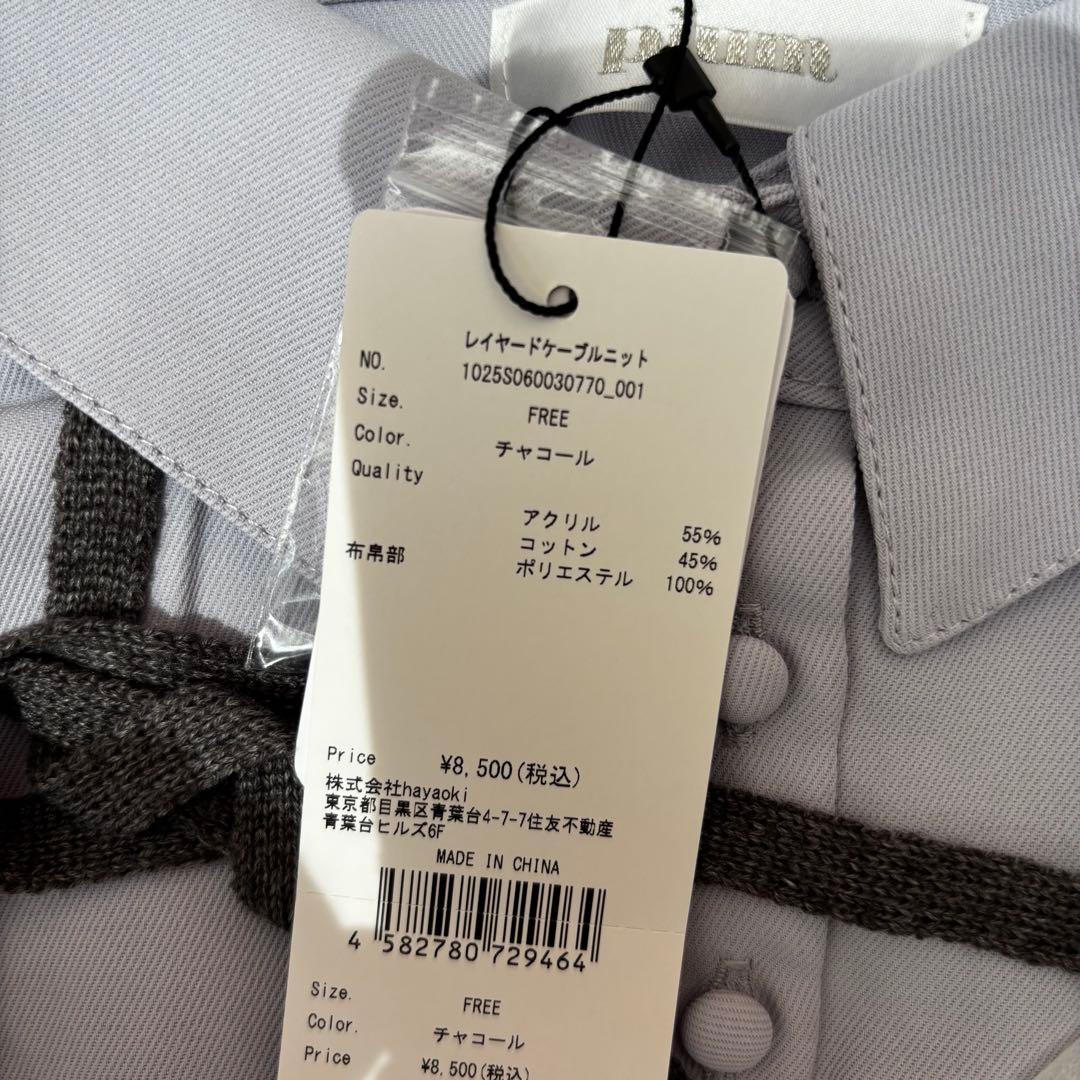 レイヤードケーブルニット
NO. 1025S060030770_001
Size. FREE
Color. チャコール
Quality
アクリル 55%
コットン 45%
布帛部 ポリエステル 100%
Price ¥8,500(税込)
株式会社hayaoki
東京都目黒区青葉台4-7-7住友不動産
青葉台ヒルズ6F
MADE IN CHINA
4 582780 729464
Size. FREE
Color. チャコール
Price ¥8,500(税込)